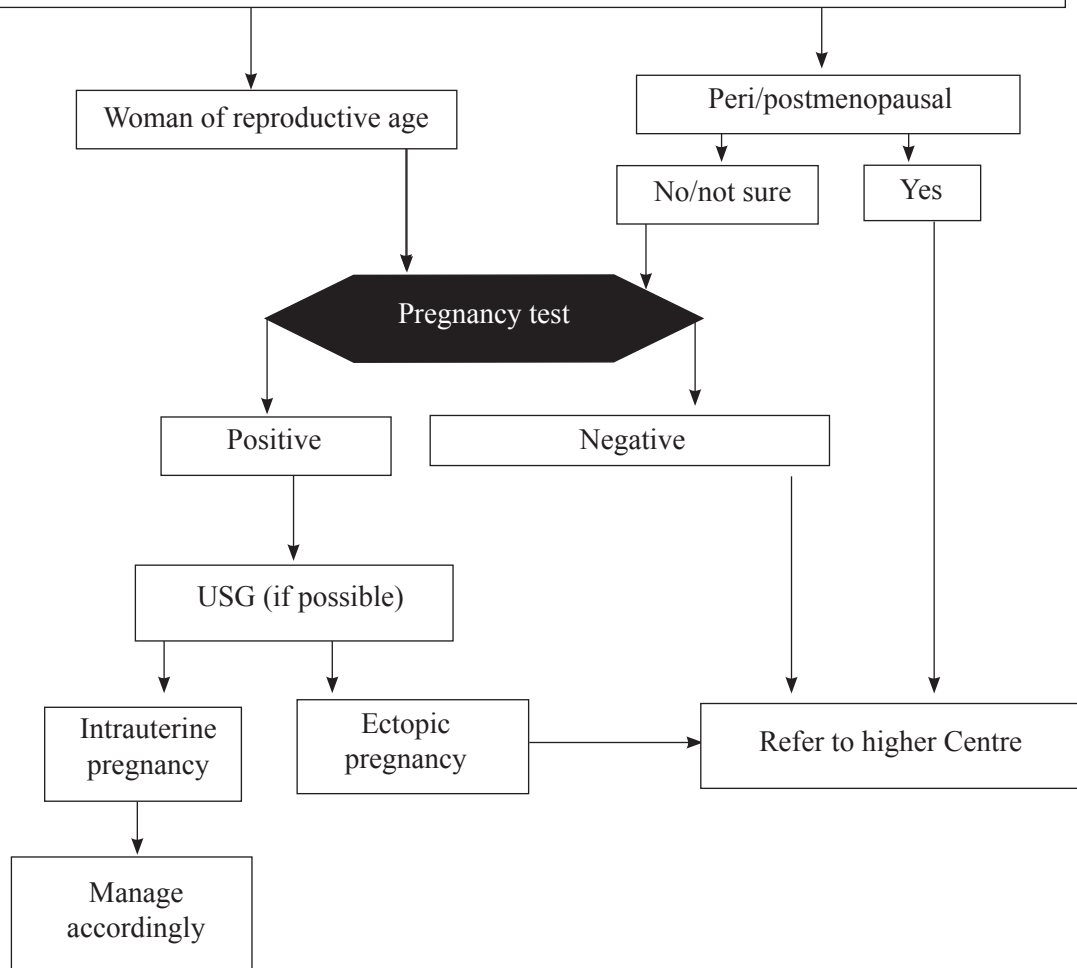 Woman of reproductive age
Peri/postmenopausal
No/not sure
Yes
Pregnancy test
Positive
Negative
USG (if possible)
Intrauterine
pregnancy
Ectopic
pregnancy
Refer to higher Centre
Manage
accordingly